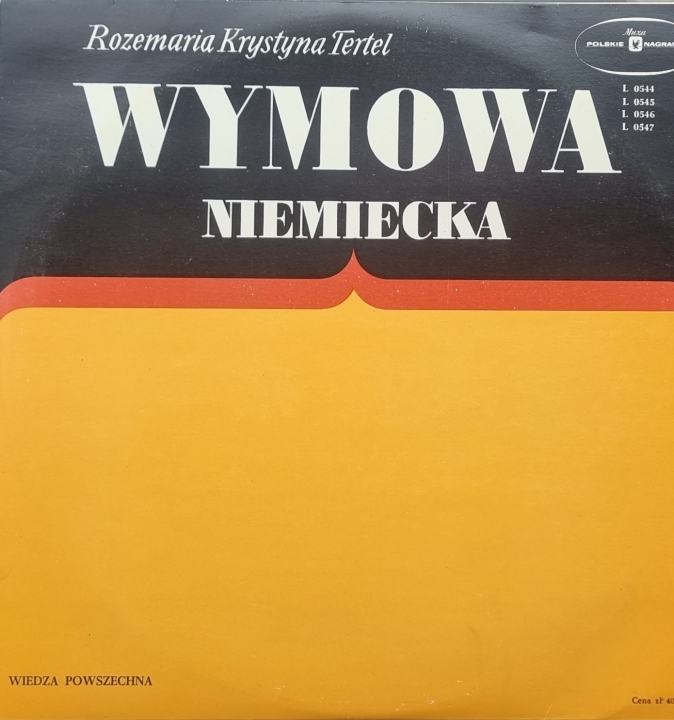 Rozemaria Krystyna Tertel
Muza
POLSKIE NAGRA
WYMOWA
L 0544
L 0545
L 0546
L 0547
NIEMIECKA
WIEDZA POWSZECHNA
Cena zł 40